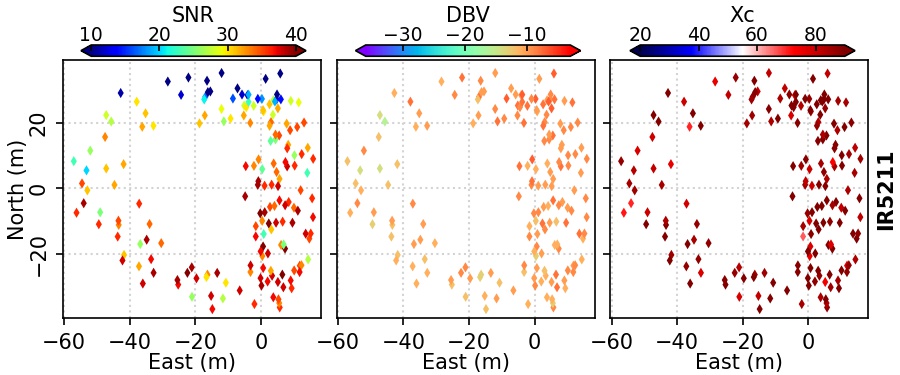 SNR DBV Xc
10 20 30 40 −30 −20 −10 20 40 60 80
20
0
−20
North (m)
IR5211
−60 −40 −20 0 −60 −40 −20 0 −60 −40 −20 0
East (m) East (m) East (m)